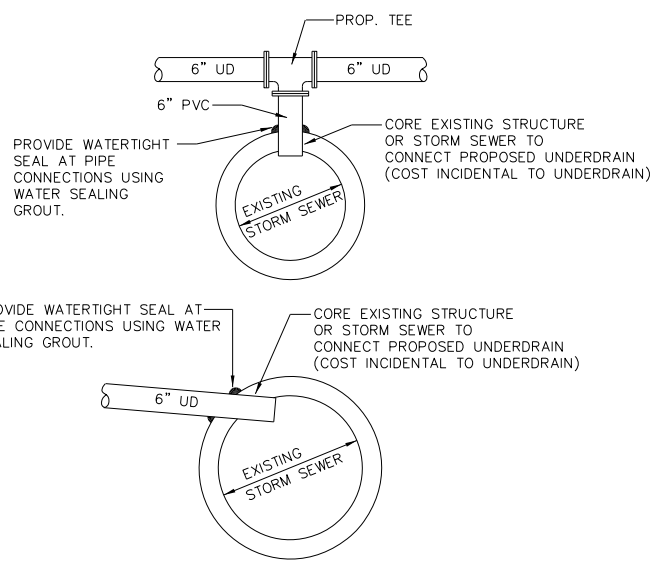 PROP. TEE
6" UD
6" UD
6" PVC
PROVIDE WATERTIGHT
SEAL AT PIPE
CONNECTIONS USING
WATER SEALING
GROUT.
CORE EXISTING STRUCTURE
OR STORM SEWER TO
CONNECT PROPOSED UNDERDRAIN
(COST INCIDENTAL TO UNDERDRAIN)
EXISTING
STORM SEWER
OVIDE WATERTIGHT SEAL AT
E CONNECTIONS USING WATER
ALING GROUT.
CORE EXISTING STRUCTURE
OR STORM SEWER TO
CONNECT PROPOSED UNDERDRAIN
(COST INCIDENTAL TO UNDERDRAIN)
6" UD
EXISTING
STORM SEWER